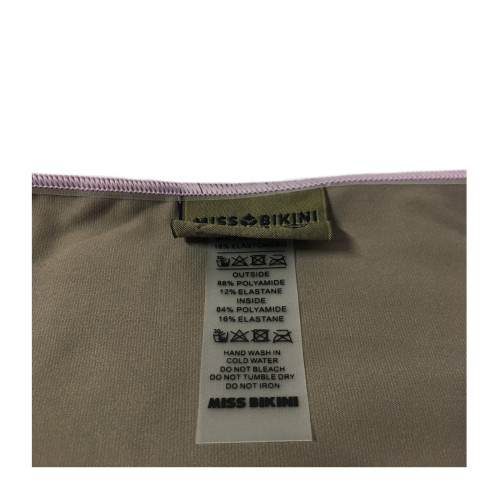 MISS BIKINI
OUTSIDE
88% POLYAMIDE
12% ELASTANE
INSIDE
84% POLYAMIDE
16% ELASTANE
HAND WASH IN
COLD WATER
DO NOT BLEACH
DO NOT TUMBLE DRY
DO NOT IRON
MISS BIKINI